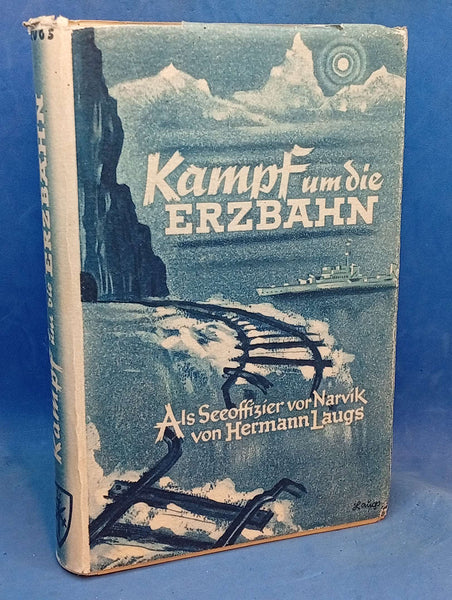 Kampf um die
ERZBAHN
Als Seeoffizier vor Narvik
von Hermann Laugs
Kampf um die ERZBAHN